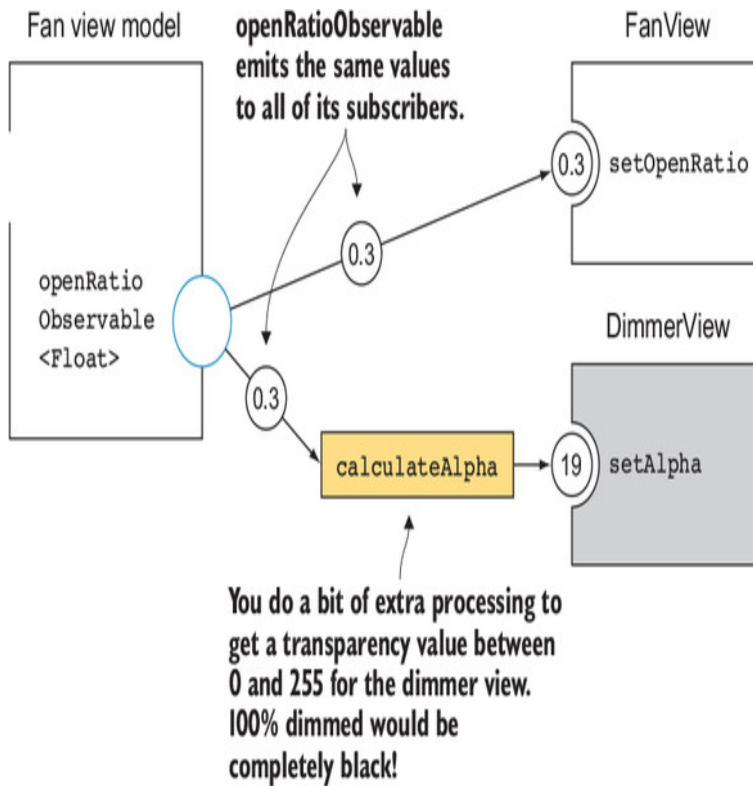 Fan view model
openRatioObservable
emits the same values
to all of its subscribers.
FanView
0.3
setOpenRatio
0.3
openRatio
Observable
<Float>
DimmerView
0.3
calculateAlpha
19
setAlpha
You do a bit of extra processing to
get a transparency value between
0 and 255 for the dimmer view.
100% dimmed would be
completely black!